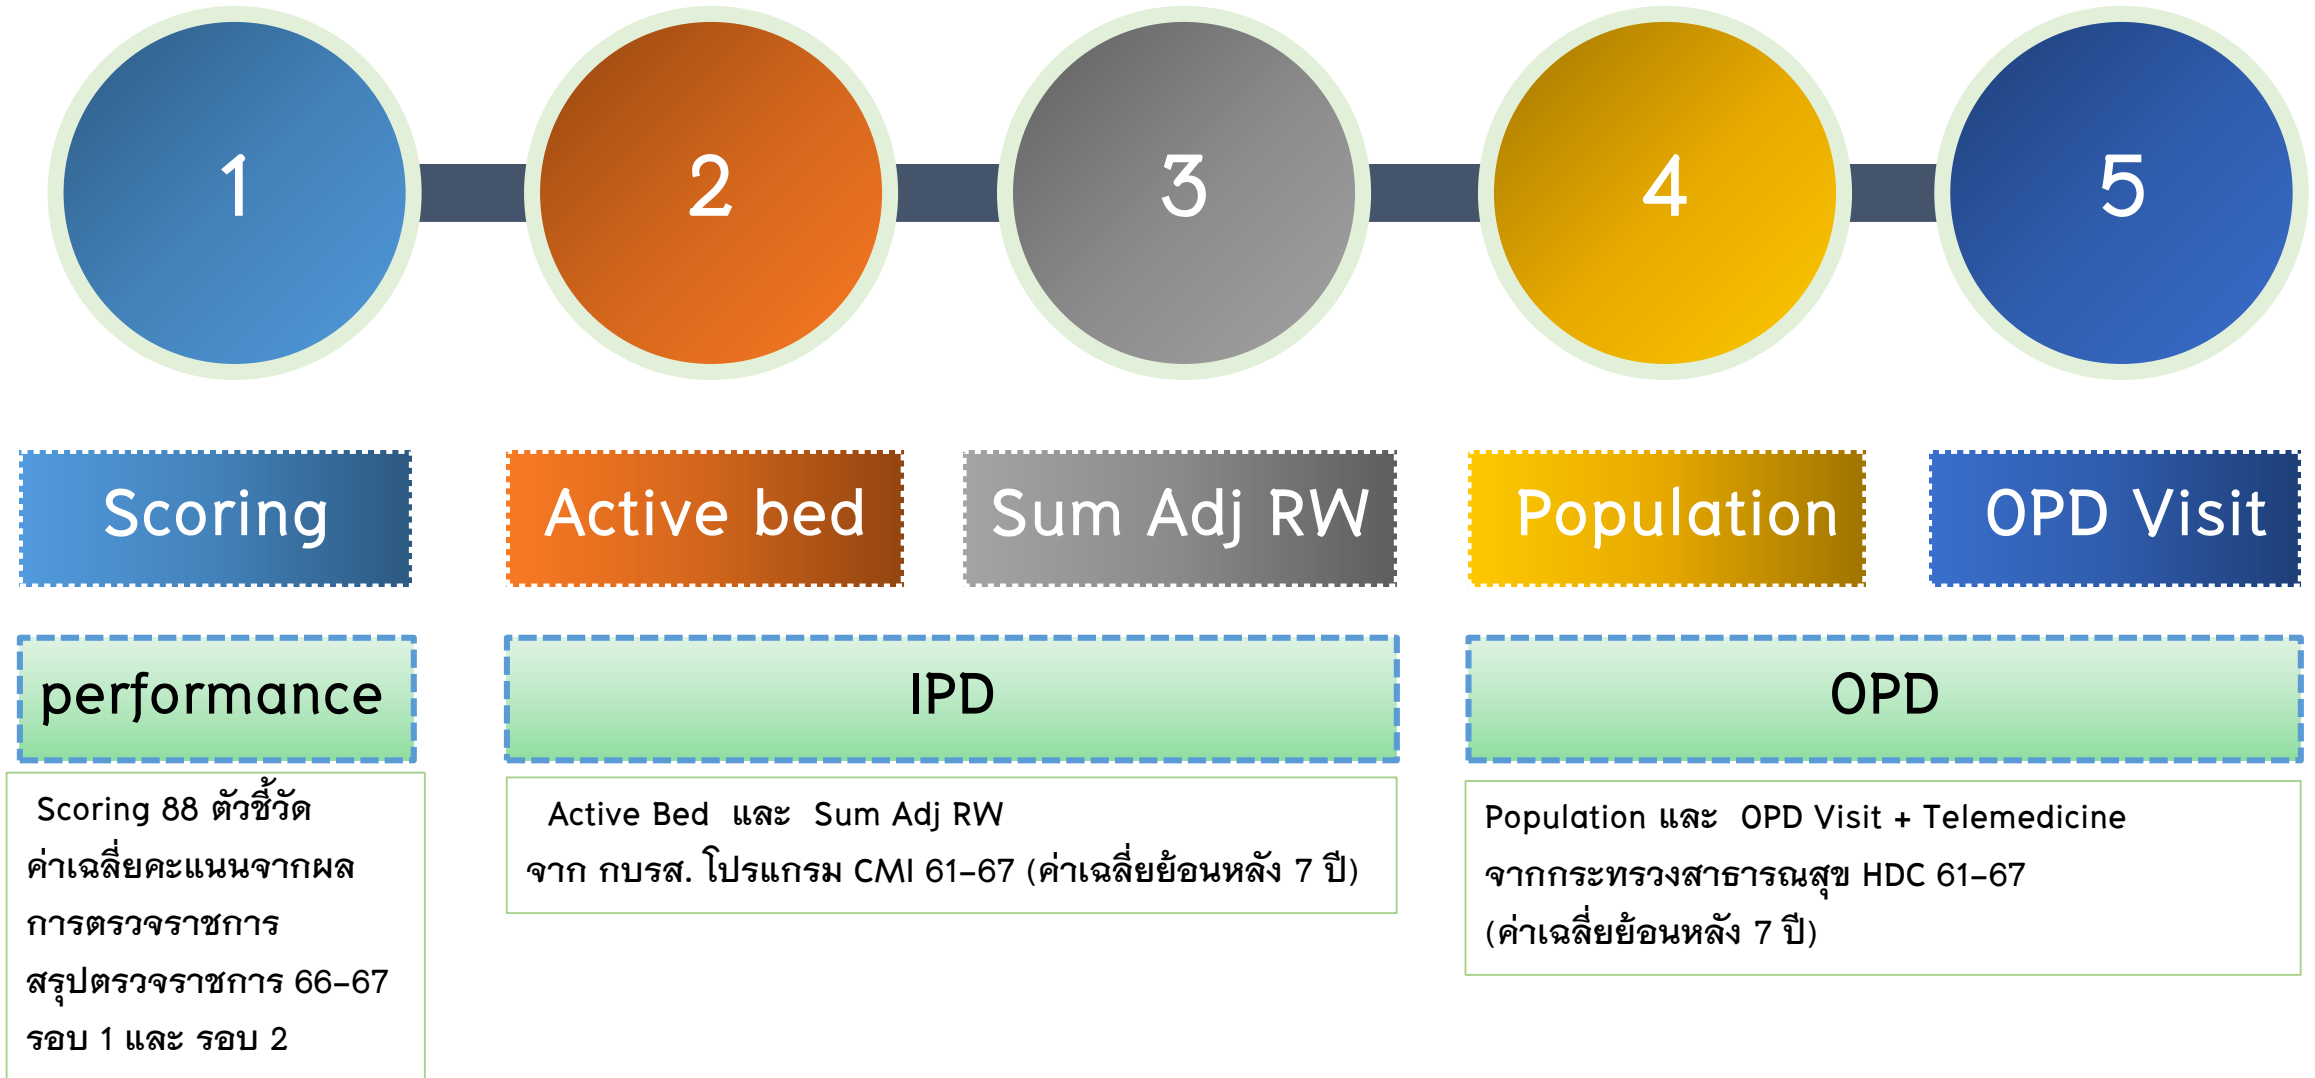 1
2
3
4
5
Scoring
Active bed
Sum Adj RW
Population
OPD Visit
performance
IPD
OPD
Scoring 88 ตัวชี้วัด
ค่าเฉลี่ยคะแนนจากผล
การตรวจราชการ
สรุปตรวจราชการ 66-67
รอบ 1 และ รอบ 2
Active Bed และ Sum Adj RW
จาก กบรส. โปรแกรม CMI 61-67 (ค่าเฉลี่ยย้อนหลัง 7 ปี)
Population และ OPD Visit + Telemedicine
จากกระทรวงสาธารณสุข HDC 61-67
(ค่าเฉลี่ยย้อนหลัง 7 ปี)